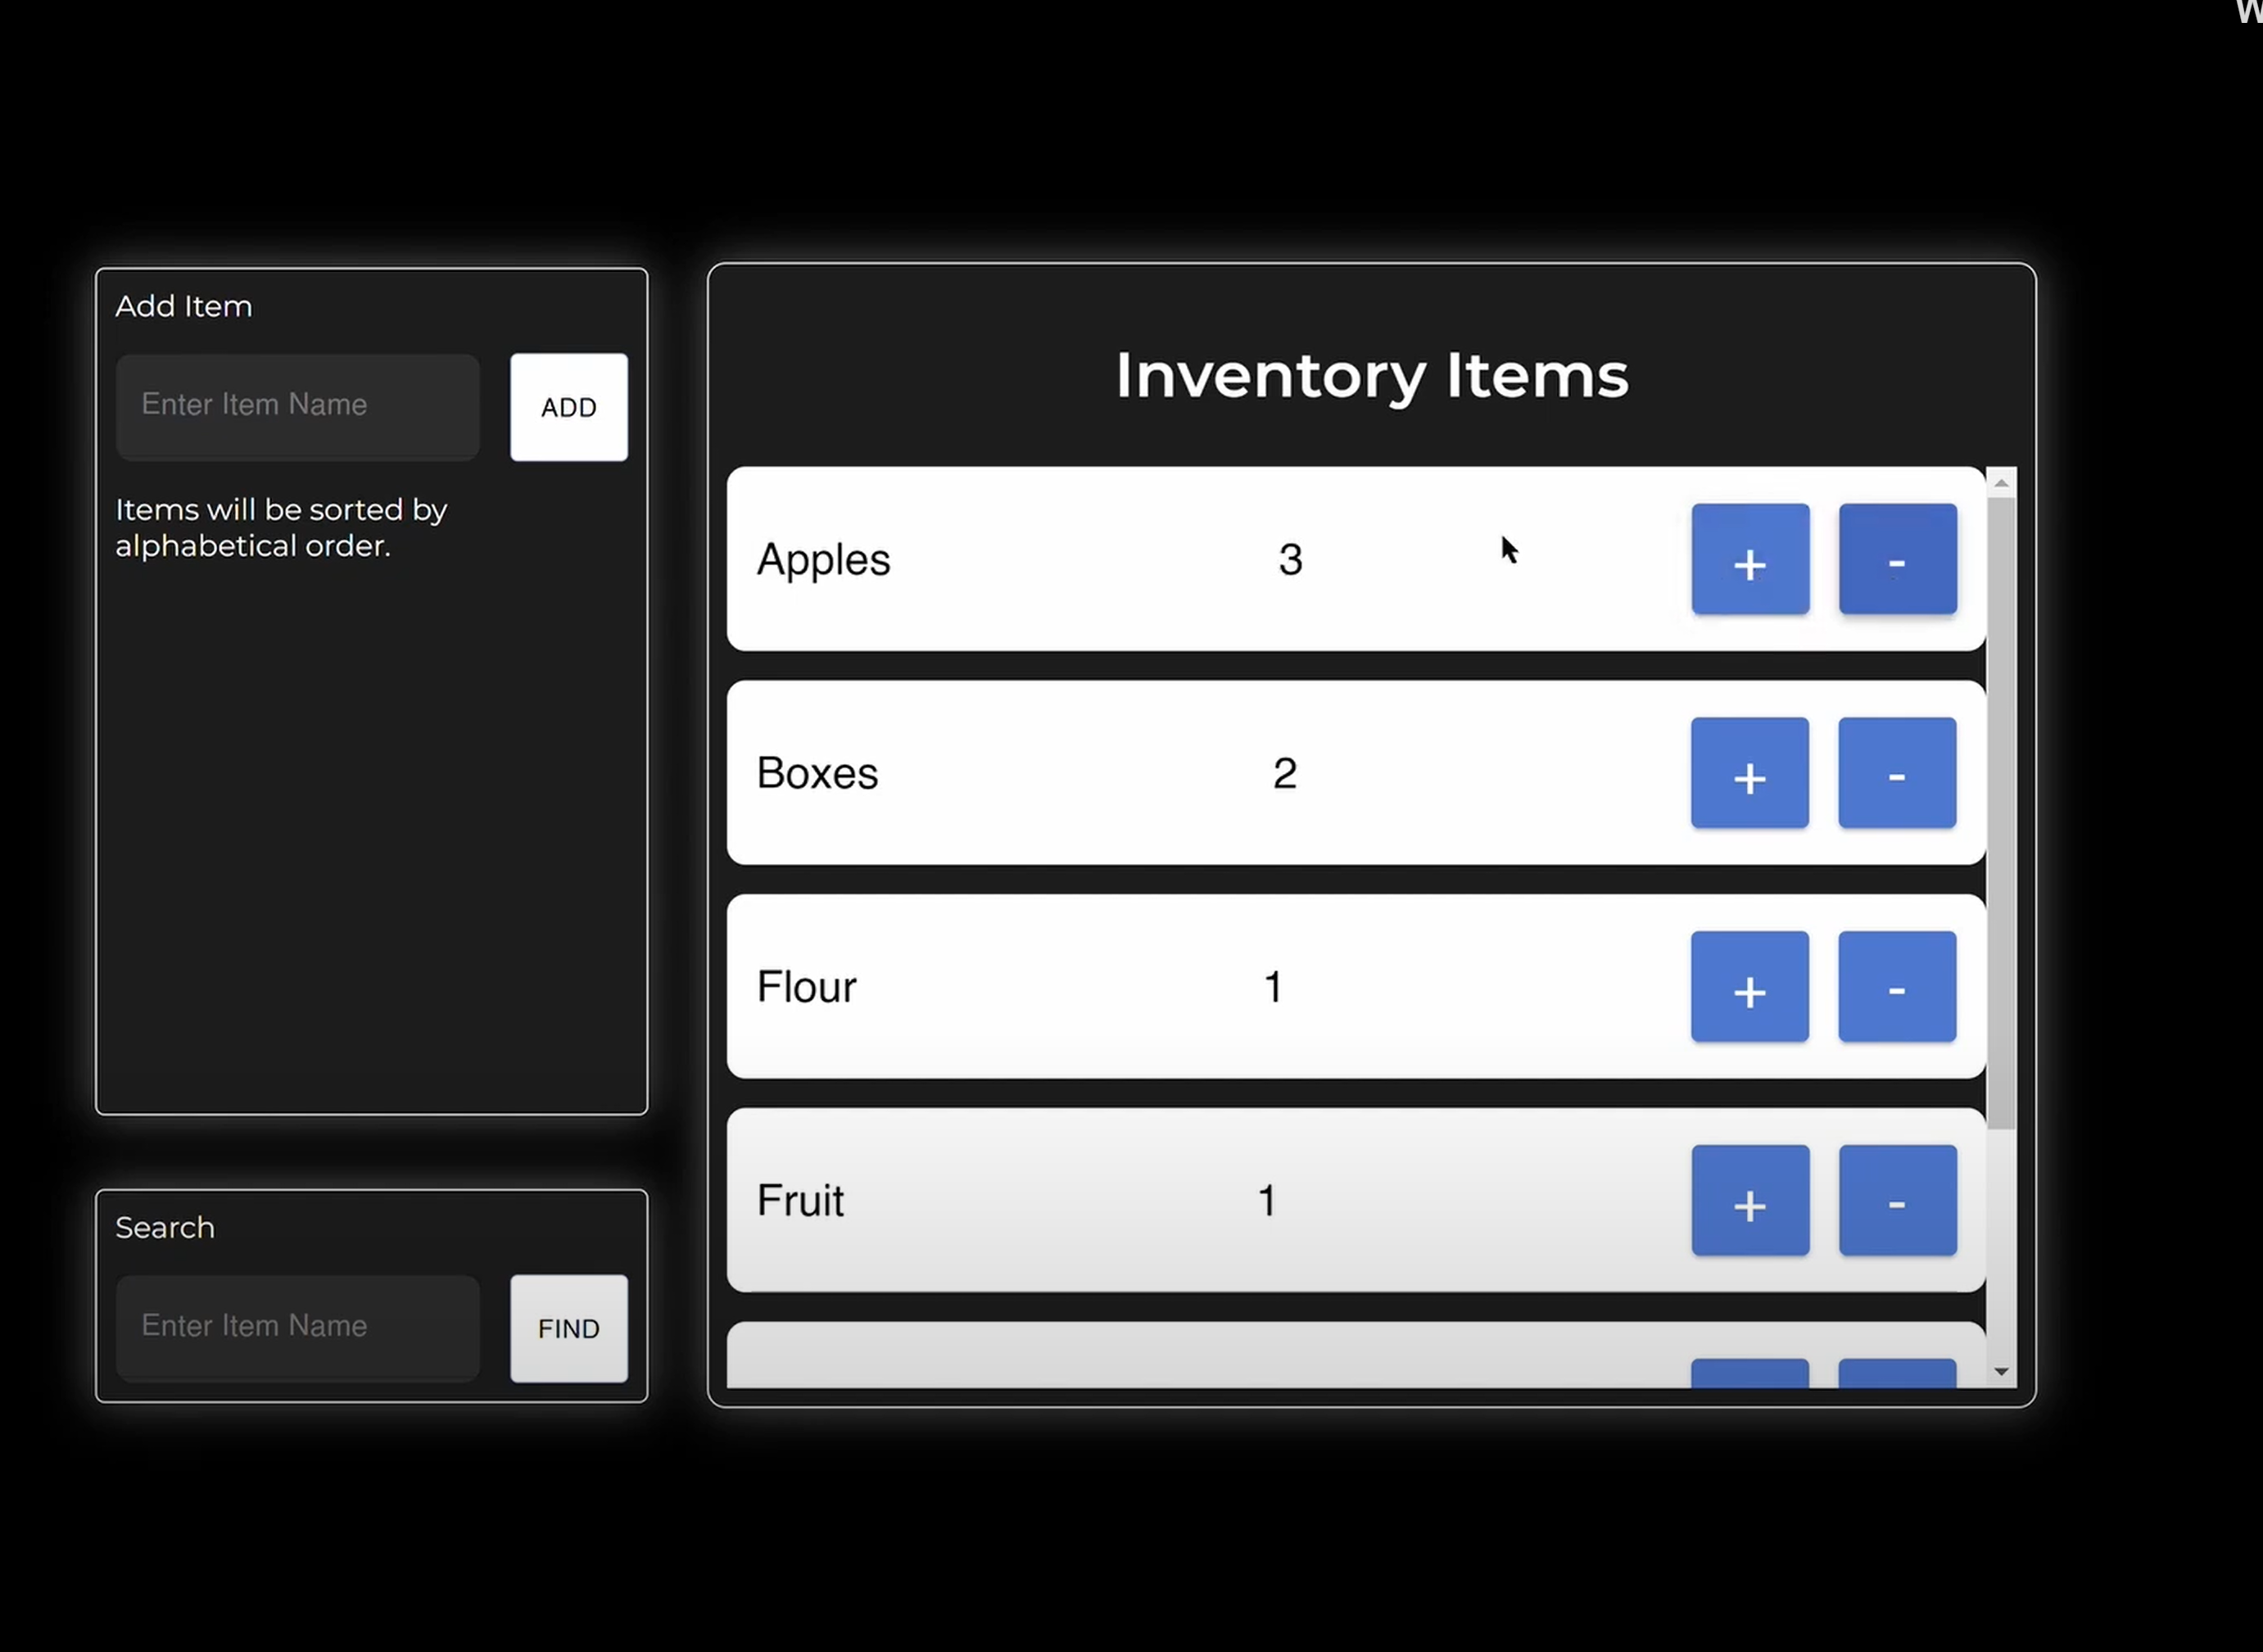 Add Item
Enter Item Name
ADD
Items will be sorted by
alphabetical order.
Search
Enter Item Name
FIND
Inventory Items
Apples 3 + -
Boxes 2 + -
Flour 1 + -
Fruit 1 + -